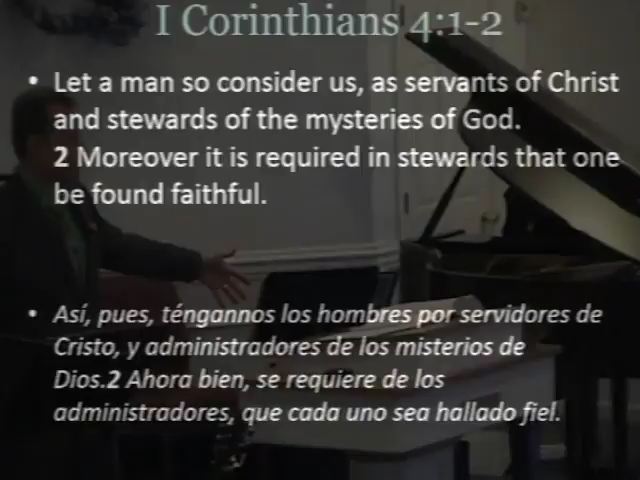 I Corinthians 4:1-2
• Let a man so consider us, as servants of Christ
and stewards of the mysteries of God.
2 Moreover it is required in stewards that one
be found faithful.
• Así, pues, téngannos los hombres por servidores de
Cristo, y administradores de los misterios de
Dios.2 Ahora bien, se requiere de los
administradores, que cada uno sea hallado fiel.